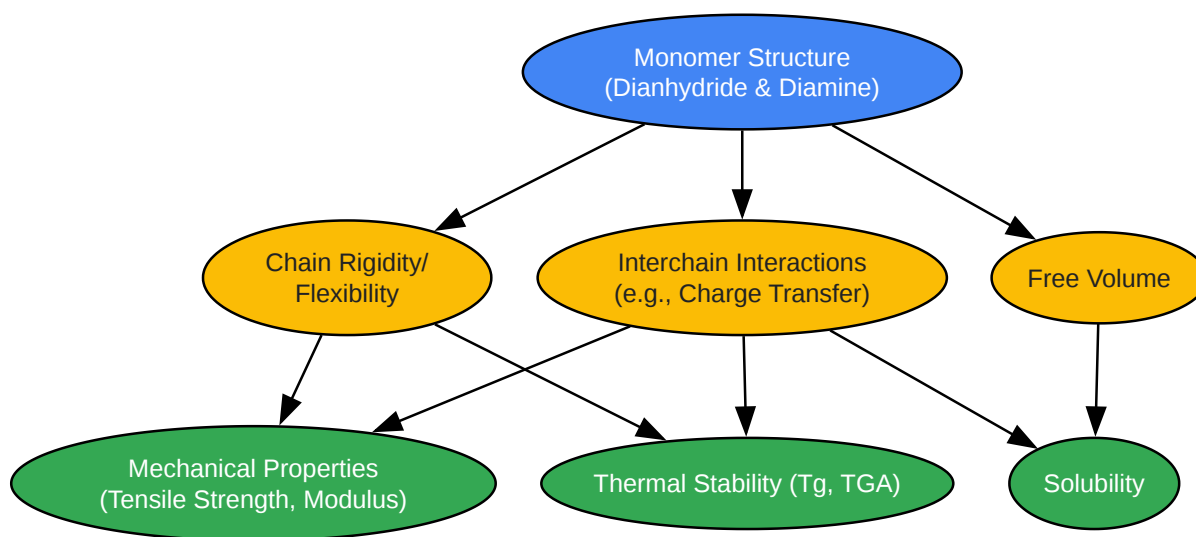 Monomer Structure
(Dianhydride & Diamine)
Chain Rigidity/
Flexibility
Interchain Interactions
(e.g., Charge Transfer)
Free Volume
Mechanical Properties
(Tensile Strength, Modulus)
Thermal Stability (Tg, TGA)
Solubility